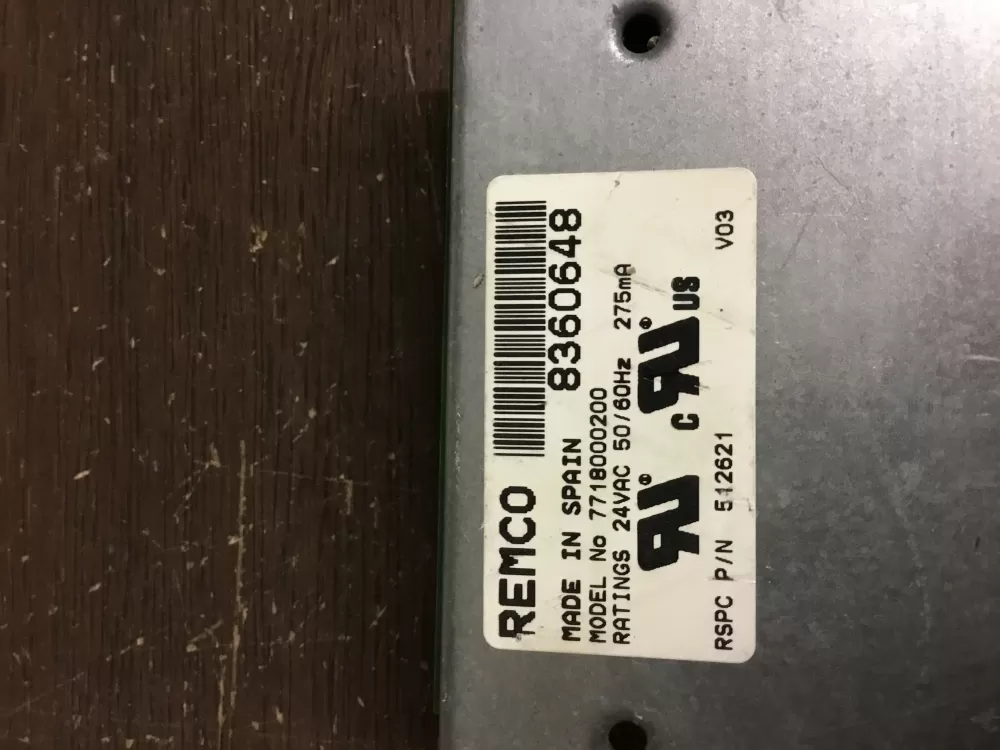 REMCO
MADE IN SPAIN 8360648
MODEL No 7718000200
RATINGS 24VAC 50/60Hz 275mA
C US
RSPC P/N 512621 V03